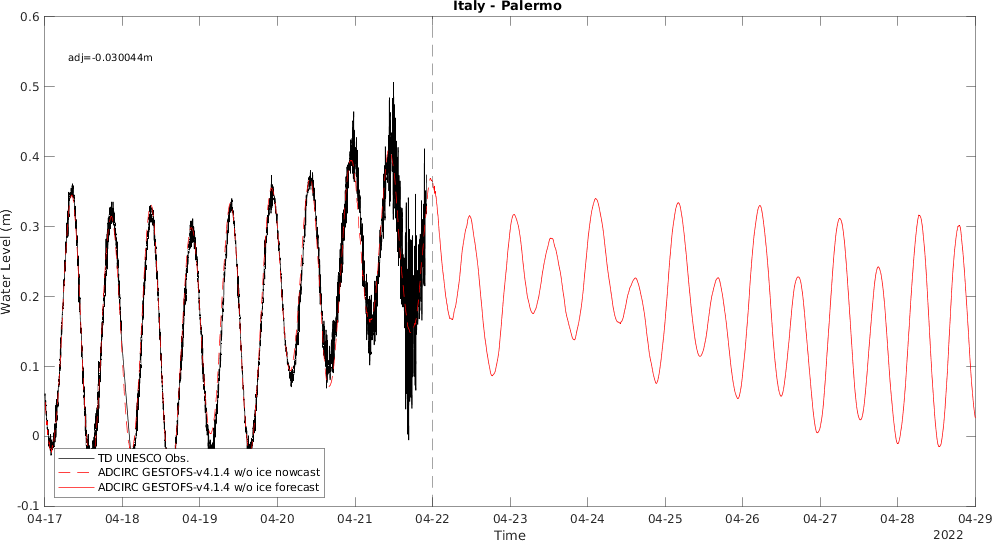 Italy - Palermo
adj=-0.030044m
Water Level (m)
0.6
0.5
0.4
0.3
0.2
0.1
0
-0.1
TD UNESCO Obs.
ADCIRC GESTOFS-v4.1.4 w/o ice nowcast
ADCIRC GESTOFS-v4.1.4 w/o ice forecast
04-17 04-18 04-19 04-20 04-21 04-22 04-23 04-24 04-25 04-26 04-27 04-28 04-29
Time
2022